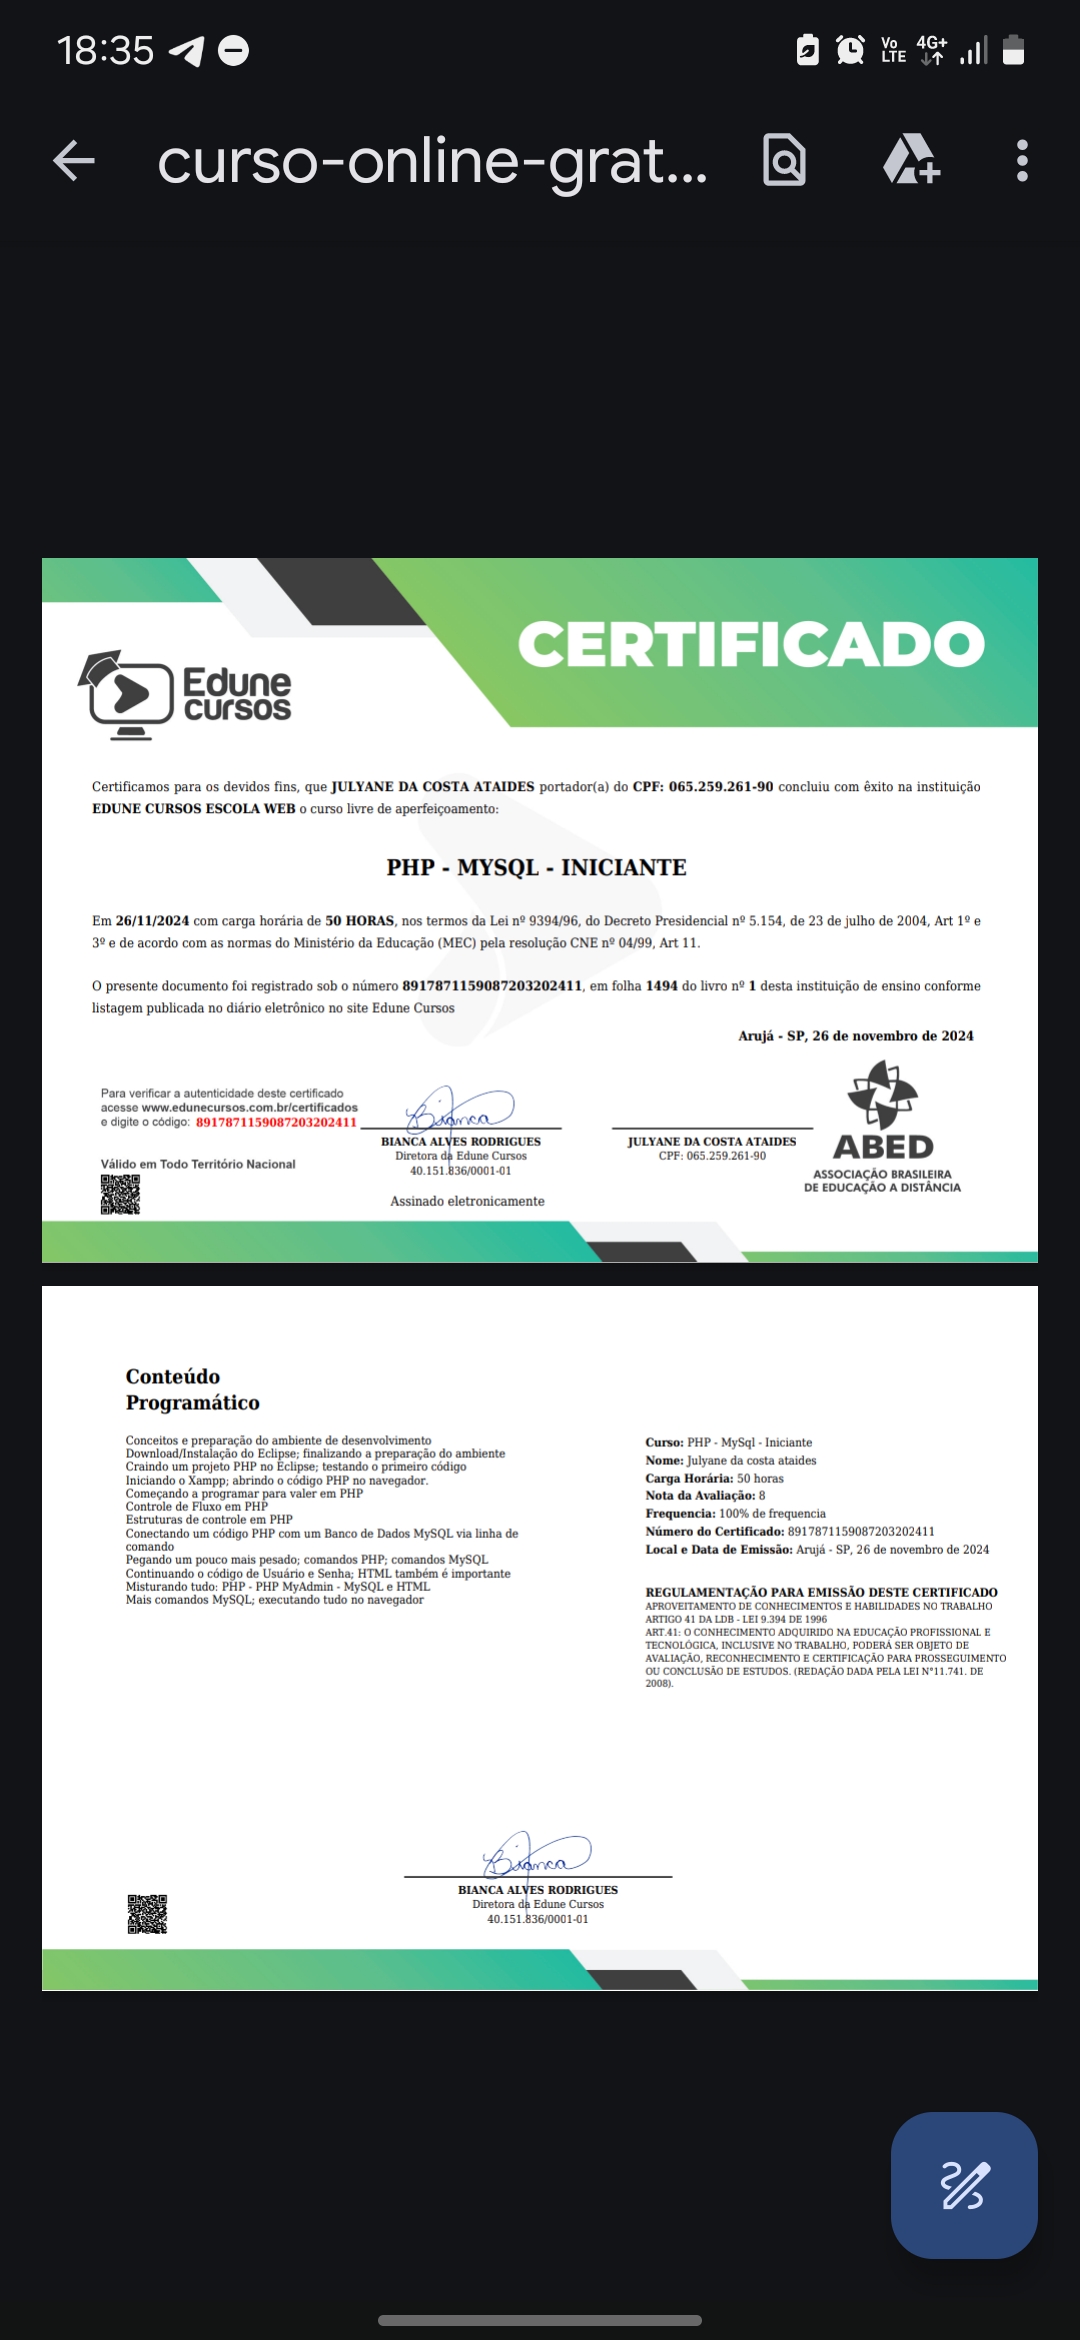 18:35
Vo LTE 4G+
curso-online-grat...
CERTIFICADO
Edune
cursos
Certificamos para os devidos fins, que JULYANE DA COSTA ATAIDES portador(a) do CPF: 065.259.261-90 concluiu com êxito na instituição
EDUNE CURSOS ESCOLA WEB o curso livre de aperfeiçoamento:
PHP - MYSQL - INICIANTE
Em 26/11/2024 com carga horária de 50 HORAS, nos termos da Lei nº 9394/96, do Decreto Presidencial nº 5.154, de 23 de julho de 2004, Art 1º e
3º e de acordo com as normas do Ministério da Educação (MEC) pela resolução CNE nº 04/99, Art 11.
O presente documento foi registrado sob o número 8917871159087203202411, em folha 1494 do livro nº 1 desta instituição de ensino conforme
listagem publicada no diário eletrônico no site Edune Cursos
Arujá - SP, 26 de novembro de 2024
Para verificar a autenticidade deste certificado
acesse www.edunecursos.com.br/certificados
e digite o código: 8917871159087203202411
Válido em Todo Território Nacional
Bianca
BIANCA ALVES RODRIGUES
Diretora da Edune Cursos
40.151.836/0001-01
Assinado eletronicamente
JULYANE DA COSTA ATAIDES
CPF: 065.259.261-90
ABED
ASSOCIAÇÃO BRASILEIRA
DE EDUCAÇÃO A DISTÂNCIA
Conteúdo
Programático
Conceitos e preparação do ambiente de desenvolvimento
Download/Instalação do Eclipse; finalizando a preparação do ambiente
Craindo um projeto PHP no Eclipse; testando o primeiro código
Iniciando o Xampp; abrindo o código PHP no navegador.
Começando a programar para valer em PHP
Controle de Fluxo em PHP
Estruturas de controle em PHP
Conectando um código PHP com um Banco de Dados MySQL via linha de
comando
Pegando um pouco mais pesado; comandos PHP; comandos MySQL
Continuando o código de Usuário e Senha; HTML também é importante
Misturando tudo: PHP - PHP MyAdmin - MySQL e HTML
Mais comandos MySQL; executando tudo no navegador
Curso: PHP - MySql - Iniciante
Nome: Julyane da costa ataides
Carga Horária: 50 horas
Nota da Avaliação: 8
Frequencia: 100% de frequencia
Número do Certificado: 8917871159087203202411
Local e Data de Emissão: Arujá - SP, 26 de novembro de 2024
REGULAMENTAÇÃO PARA EMISSÃO DESTE CERTIFICADO
APROVEITAMENTO DE CONHECIMENTOS E HABILIDADES NO TRABALHO
ARTIGO 41 DA LDB - LEI 9.394 DE 1996
ART.41: O CONHECIMENTO ADQUIRIDO NA EDUCAÇÃO PROFISSIONAL E
TECNOLÓGICA, INCLUSIVE NO TRABALHO, PODERÁ SER OBJETO DE
AVALIAÇÃO, RECONHECIMENTO E CERTIFICAÇÃO PARA PROSSEGUIMENTO
OU CONCLUSÃO DE ESTUDOS. (REDAÇÃO DADA PELA LEI Nº11.741. DE
2008).
Bianca
BIANCA ALVES RODRIGUES
Diretora da Edune Cursos
40.151.836/0001-01